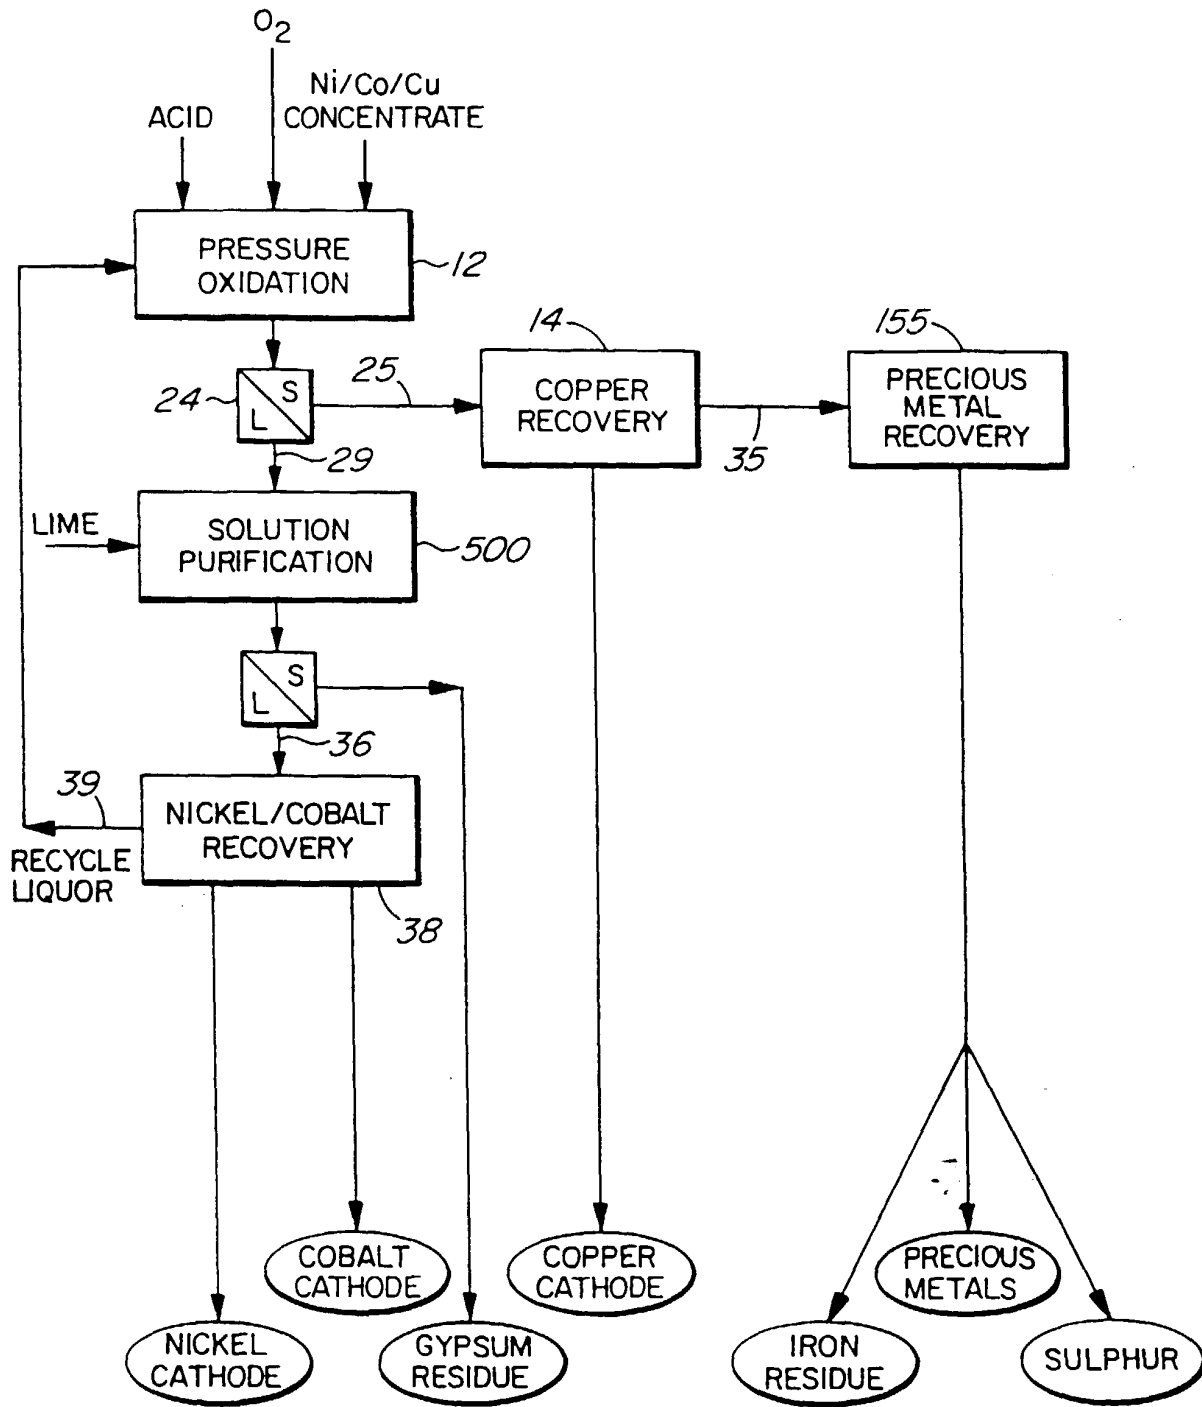 O2
Ni/Co/Cu
ACID
CONCENTRATE
PRESSURE
OXIDATION
12
14
155
24
S
L
25
COPPER
RECOVERY
35
PRECIOUS
METAL
RECOVERY
29
LIME
SOLUTION
PURIFICATION
500
S
L
36
39
NICKEL/COBALT
RECOVERY
RECYCLE
LIQUOR
38
COBALT
CATHODE
COPPER
CATHODE
PRECIOUS
METALS
NICKEL
CATHODE
GYPSUM
RESIDUE
IRON
RESIDUE
SULPHUR